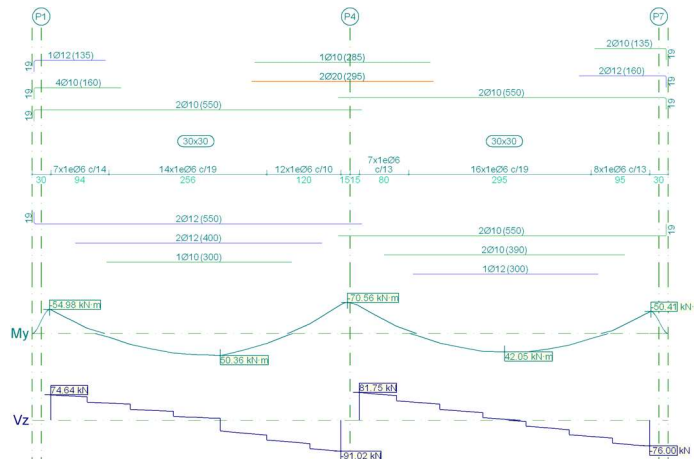 P1 P4 P7
2Ø10(135)
1Ø12(135) 1Ø10(285)
19 19
2Ø20(295) 2Ø12(160)
4Ø10(160)
19 19
2Ø10(550)
2Ø10(550)
19 19
30x30 30x30
7x1eØ6 c/14 14x1eØ6 c/19 12x1eØ6 c/10 7x1eØ6 c/13 16x1eØ6 c/19 8x1eØ6 c/13
30 94 256 120 1515 80 295 95 30
19 2Ø12(550)
2Ø10(550) 19
2Ø12(400)
2Ø10(390)
1Ø10(300)
1Ø12(300)
-54.98 kN·m -70.56 kN·m -50.41 kN·
My
50.36 kN·m 42.05 kN·m
74.64 kN 81.75 kN
Vz
-91.02 kN -76.00 kN